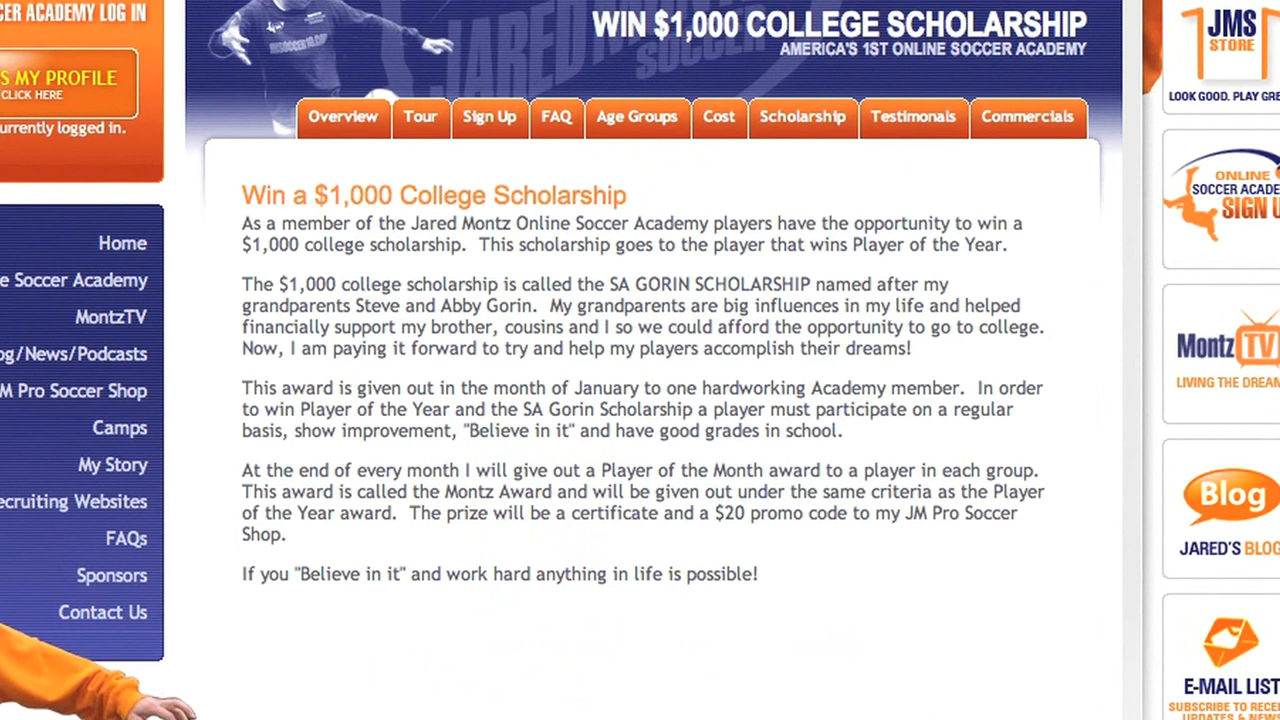 CER ACADEMY LOG IN
S MY PROFILE
CLICK HERE
urrently logged in.
Home
e Soccer Academy
MontzTV
og/News/Podcasts
M Pro Soccer Shop
Camps
My Story
ecruiting Websites
FAQs
Sponsors
Contact Us
WIN $1,000 COLLEGE SCHOLARSHIP
AMERICA'S 1ST ONLINE SOCCER ACADEMY
Overview Tour Sign Up FAQ Age Groups Cost Scholarship Testimonials Commercials
Win a $1,000 College Scholarship
As a member of the Jared Montz Online Soccer Academy players have the opportunity to win a
$1,000 college scholarship. This scholarship goes to the player that wins Player of the Year.
The $1,000 college scholarship is called the SA GORIN SCHOLARSHIP named after my
grandparents Steve and Abby Gorin. My grandparents are big influences in my life and helped
financially support my brother, cousins and I so we could afford the opportunity to go to college.
Now, I am paying it forward to try and help my players accomplish their dreams!
This award is given out in the month of January to one hardworking Academy member. In order
to win Player of the Year and the SA Gorin Scholarship a player must participate on a regular
basis, show improvement, "Believe in it" and have good grades in school.
At the end of every month I will give out a Player of the Month award to a player in each group.
This award is called the Montz Award and will be given out under the same criteria as the Player
of the Year award. The prize will be a certificate and a $20 promo code to my JM Pro Soccer
Shop.
If you "Believe in it" and work hard anything in life is possible!
JMS
STORE
LOOK GOOD. PLAY GRE
ONLINE
SOCCER ACADE
SIGN U
Montz TV
LIVING THE DREAM
Blog
JARED'S BLOG
E-MAIL LIST
SUBSCRIBE TO RECE
UPDATES & NEWS